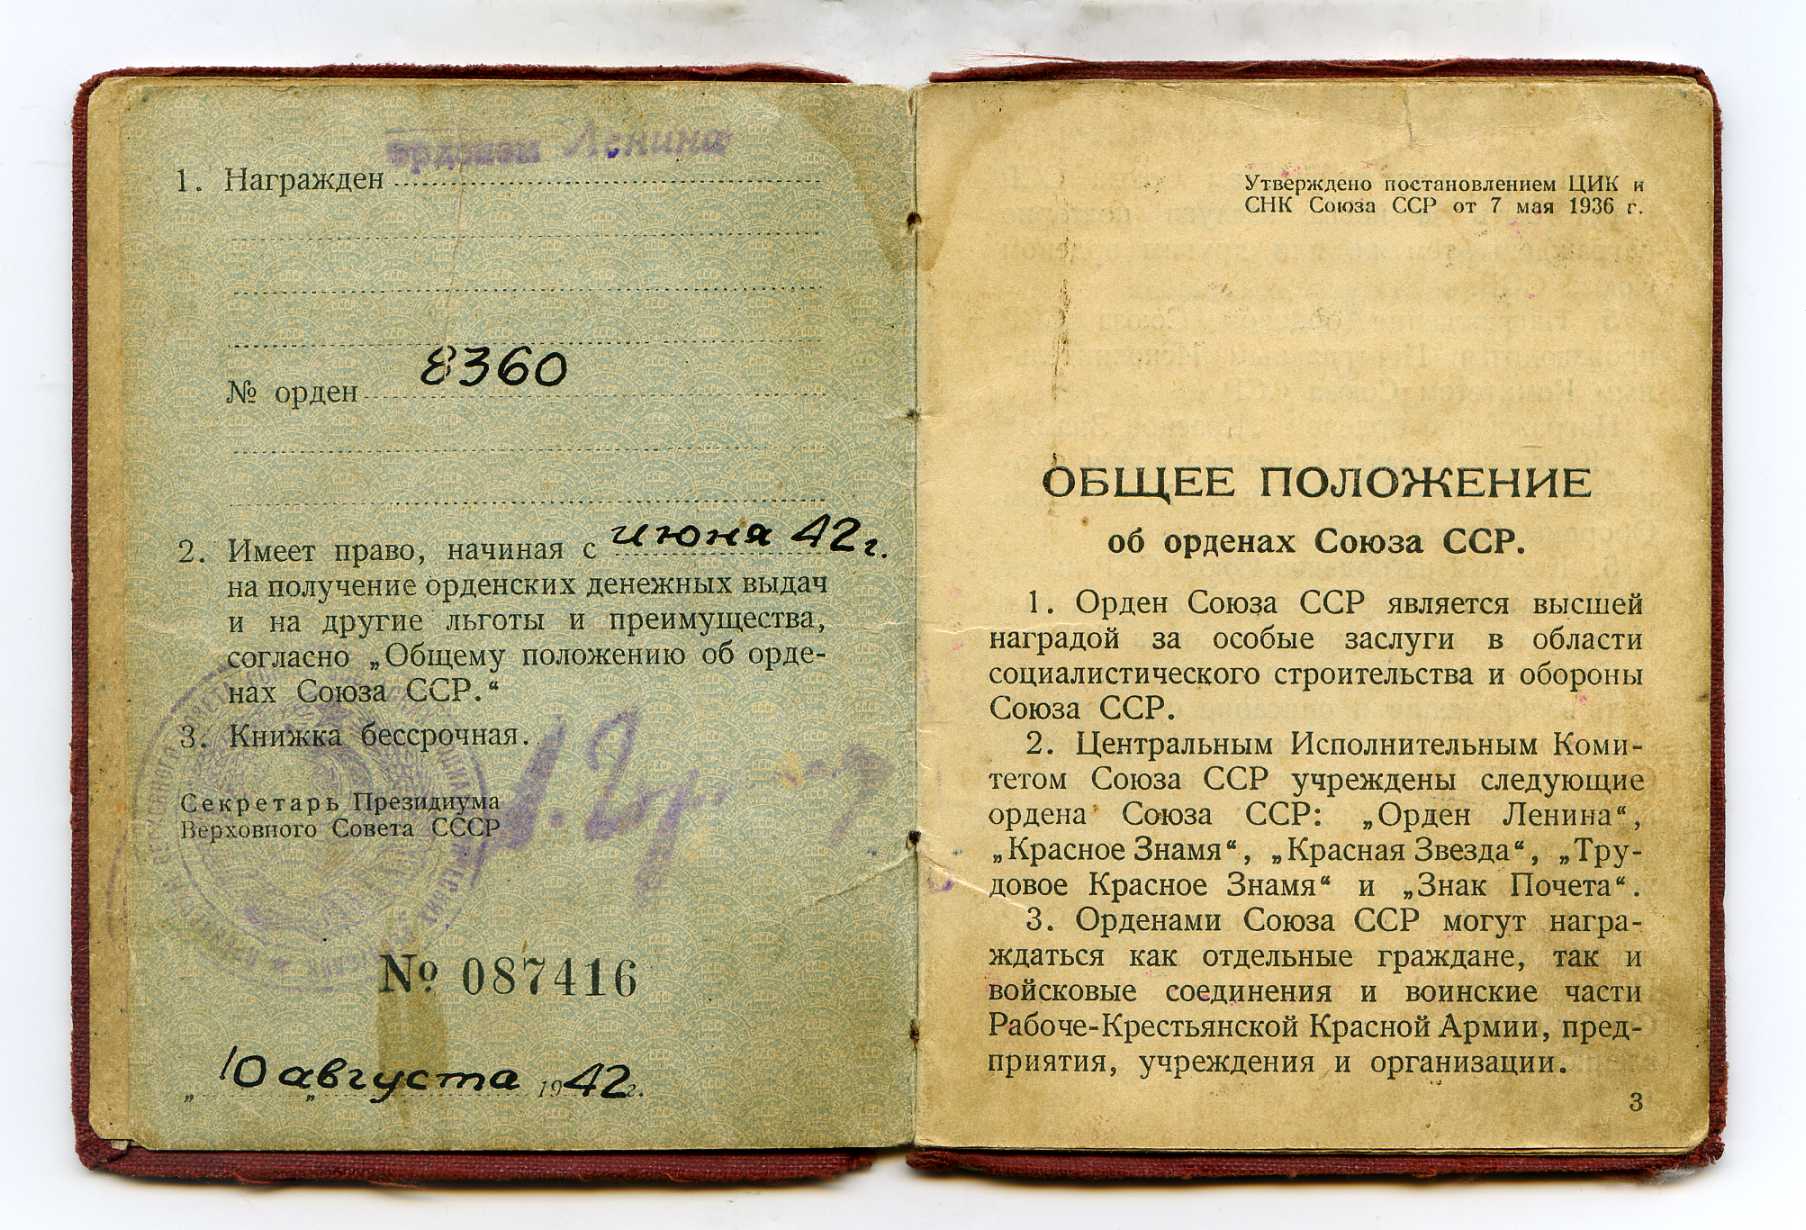 1. Награжден орденом Ленина
№ орден 8360
2. Имеет право, начиная с июня 42 г.
на получение орденских денежных выдач
и на другие льготы и преимущества,
согласно „Общему положению об орде-
нах Союза ССР.“
3. Книжка бессрочная.
Секретарь Президиума
Верховного Совета СССР
№ 087416
„ 10 „ августа 1942 г.
Утверждено постановлением ЦИК и
СНК Союза ССР от 7 мая 1936 г.
ОБЩЕЕ ПОЛОЖЕНИЕ
об орденах Союза ССР.
1. Орден Союза ССР является высшей
наградой за особые заслуги в области
социалистического строительства и обороны
Союза ССР.
2. Центральным Исполнительным Коми-
тетом Союза ССР учреждены следующие
ордена Союза ССР: „Орден Ленина“,
„Красное Знамя“, „Красная Звезда“, „Тру-
довое Красное Знамя“ и „Знак Почета“.
3. Орденами Союза ССР могут награ-
ждаться как отдельные граждане, так и
войсковые соединения и воинские части
Рабоче-Крестьянской Красной Армии, пред-
приятия, учреждения и организации.
3